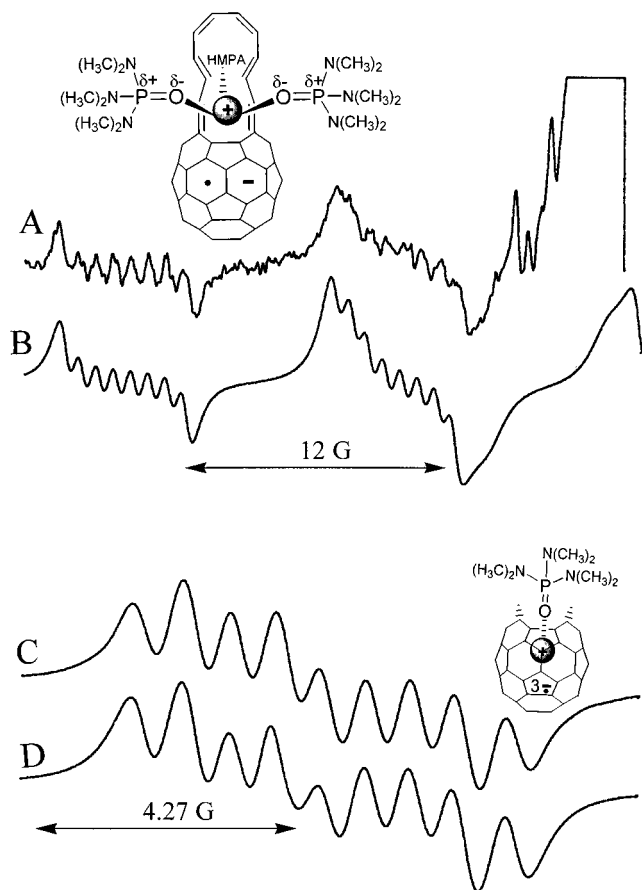 HMPA
(H3C)2N δ+ δ- δ- δ+ N(CH3)2
(H3C)2N P=O + O=P N(CH3)2
(H3C)2N N(CH3)2
• −
A
B
12 G
N(CH3)2
(H3C)2N P N(CH3)2
O
+
3 −•
C
D
4.27 G